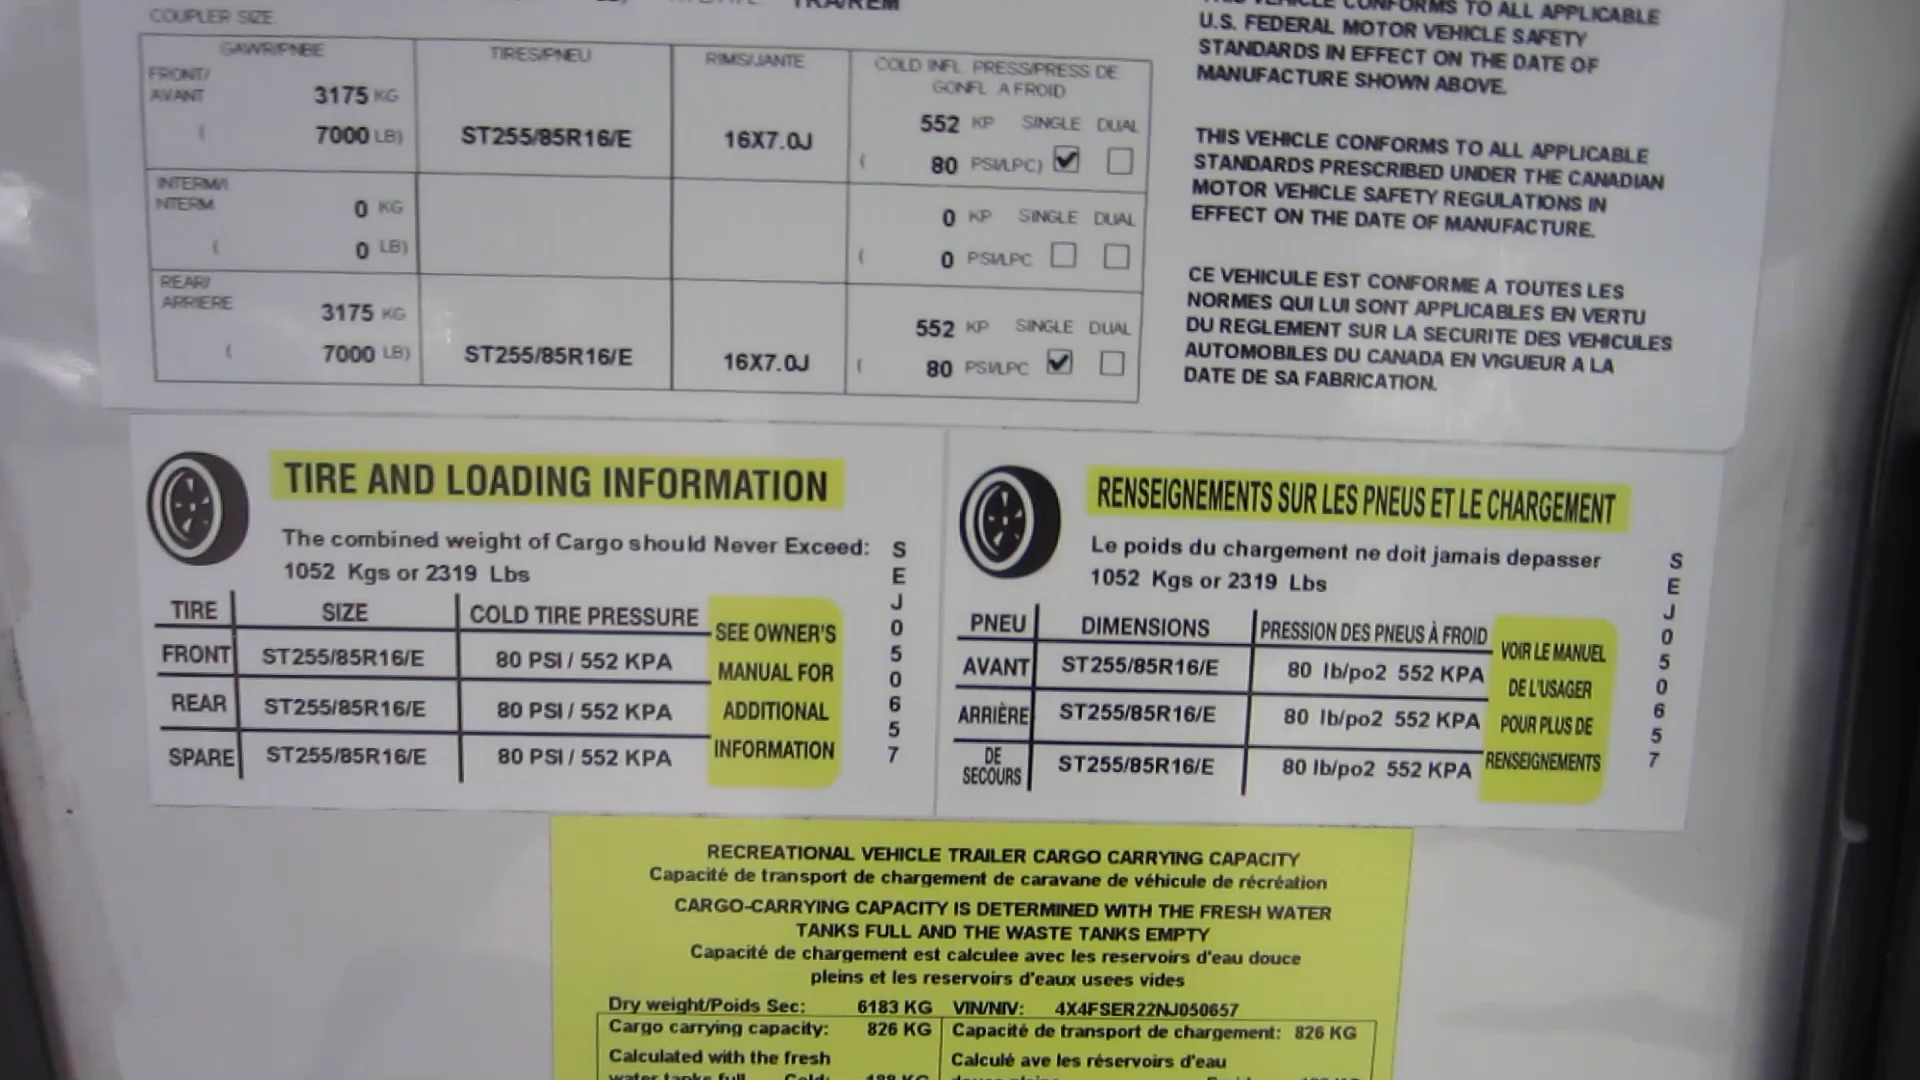 TRA/REM
COUPLER SIZE
GAWR/PNBE TIRES/PNEU RIMS/JANTE COLD INFL PRESS/PRESS DE
GONFL A FROID
FRONT/
AVANT
3175 KG
( 7000 LB) ST255/85R16/E 16X7.0J
552 KP SINGLE DUAL
( 80 PSI/LPC)
INTERM/I
NTERM
0 KG
( 0 LB)
0 KP SINGLE DUAL
( 0 PSI/LPC
REAR/
ARRIERE
3175 KG
( 7000 LB) ST255/85R16/E 16X7.0J
552 KP SINGLE DUAL
( 80 PSI/LPC
VEHICLE CONFORMS TO ALL APPLICABLE
U.S. FEDERAL MOTOR VEHICLE SAFETY
STANDARDS IN EFFECT ON THE DATE OF
MANUFACTURE SHOWN ABOVE.
THIS VEHICLE CONFORMS TO ALL APPLICABLE
STANDARDS PRESCRIBED UNDER THE CANADIAN
MOTOR VEHICLE SAFETY REGULATIONS IN
EFFECT ON THE DATE OF MANUFACTURE.
CE VEHICULE EST CONFORME A TOUTES LES
NORMES QUI LUI SONT APPLICABLES EN VERTU
DU REGLEMENT SUR LA SECURITE DES VEHICULES
AUTOMOBILES DU CANADA EN VIGUEUR A LA
DATE DE SA FABRICATION.
TIRE AND LOADING INFORMATION
The combined weight of Cargo should Never Exceed:
1052 Kgs or 2319 Lbs
TIRE SIZE COLD TIRE PRESSURE
FRONT ST255/85R16/E 80 PSI / 552 KPA
REAR ST255/85R16/E 80 PSI / 552 KPA
SPARE ST255/85R16/E 80 PSI / 552 KPA
SEE OWNER'S
MANUAL FOR
ADDITIONAL
INFORMATION
SEJ050657
RENSEIGNEMENTS SUR LES PNEUS ET LE CHARGEMENT
Le poids du chargement ne doit jamais depasser
1052 Kgs or 2319 Lbs
PNEU DIMENSIONS PRESSION DES PNEUS À FROID
AVANT ST255/85R16/E 80 lb/po2 552 KPA
ARRIÈRE ST255/85R16/E 80 lb/po2 552 KPA
DE
SECOURS ST255/85R16/E 80 lb/po2 552 KPA
VOIR LE MANUEL
DE L'USAGER
POUR PLUS DE
RENSEIGNEMENTS
SEJ050657
RECREATIONAL VEHICLE TRAILER CARGO CARRYING CAPACITY
Capacité de transport de chargement de caravane de véhicule de récréation
CARGO-CARRYING CAPACITY IS DETERMINED WITH THE FRESH WATER
TANKS FULL AND THE WASTE TANKS EMPTY
Capacité de chargement est calculee avec les reservoirs d'eau douce
pleins et les reservoirs d'eaux usees vides
Dry weight/Poids Sec: 6183 KG VIN/NIV: 4X4FSER22NJ050657
Cargo carrying capacity: 826 KG Capacité de transport de chargement: 826 KG
Calculated with the fresh Calculé ave les réservoirs d'eau
water tanks full